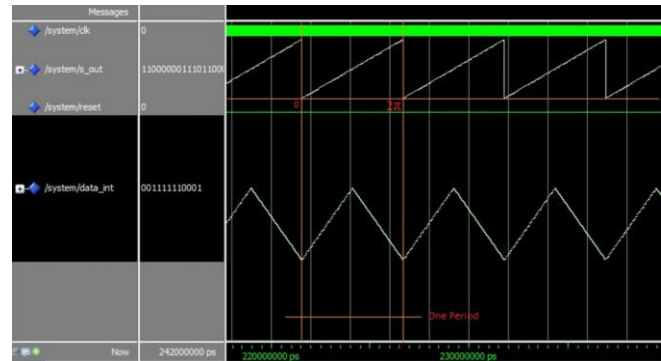 Messages
/system/clk 0
/system/s_out 1100000011101100
/system/reset 0
0 2π
/system/data_int 001111110001
One Period
Now 242000000 ps 220000000 ps 230000000 ps